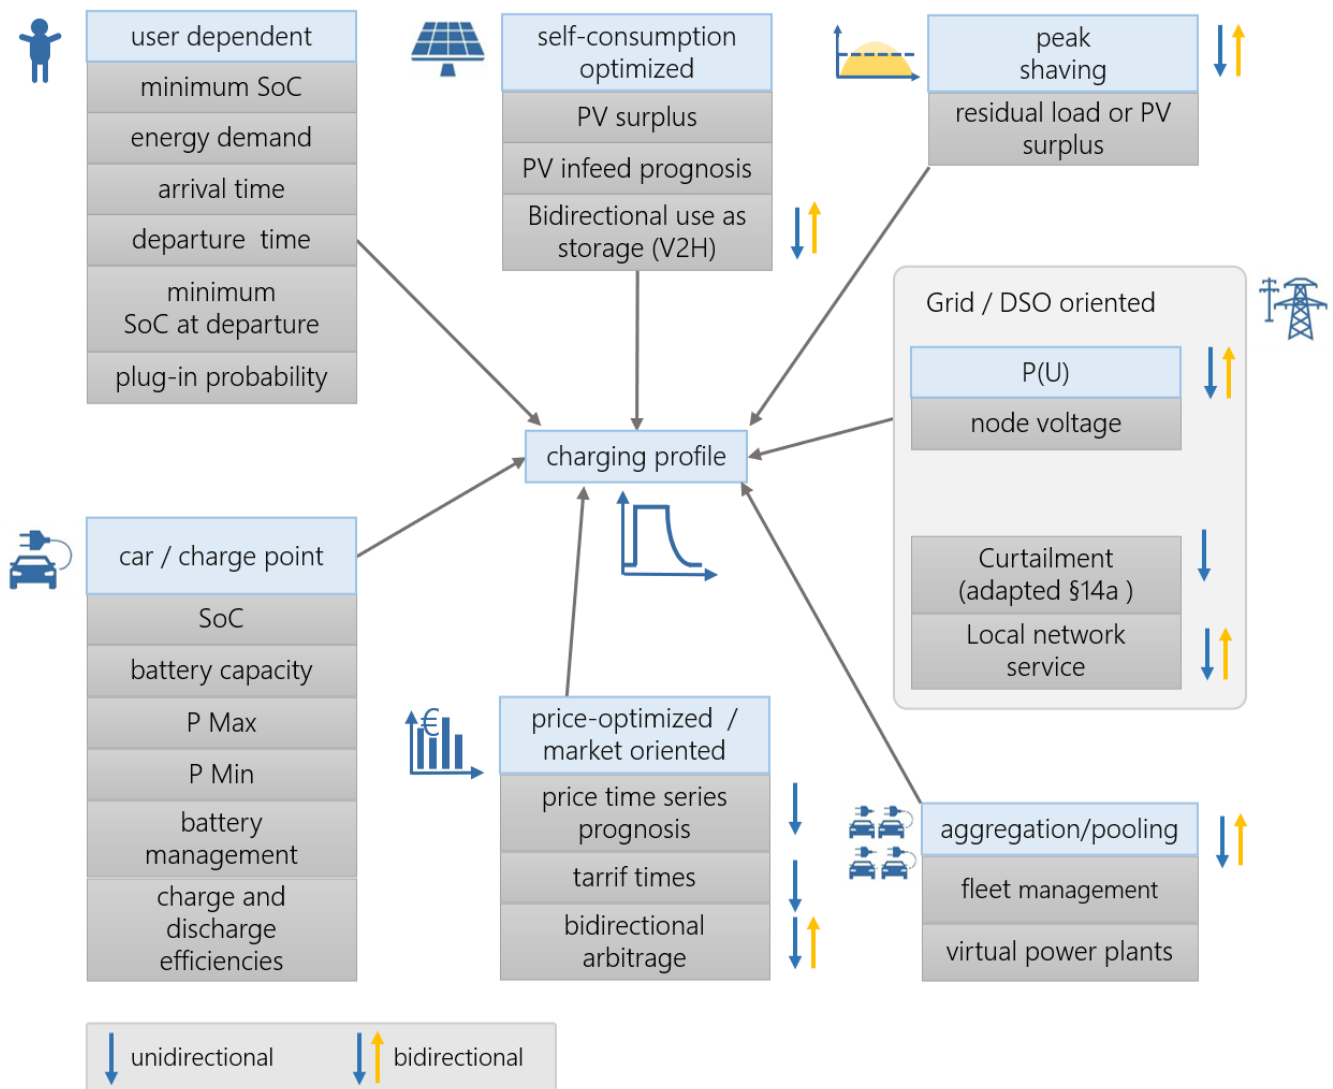 user dependent
minimum SoC
energy demand
arrival time
departure time
minimum
SoC at departure
plug-in probability
self-consumption
optimized
PV surplus
PV infeed prognosis
Bidirectional use as
storage (V2H)
peak
shaving
residual load or PV
surplus
Grid / DSO oriented
P(U)
node voltage
Curtailment
(adapted §14a )
Local network
service
charging profile
car / charge point
SoC
battery capacity
P Max
P Min
battery
management
charge and
discharge
efficiencies
€
price-optimized /
market oriented
price time series
prognosis
tarrif times
bidirectional
arbitrage
aggregation/pooling
fleet management
virtual power plants
unidirectional
bidirectional